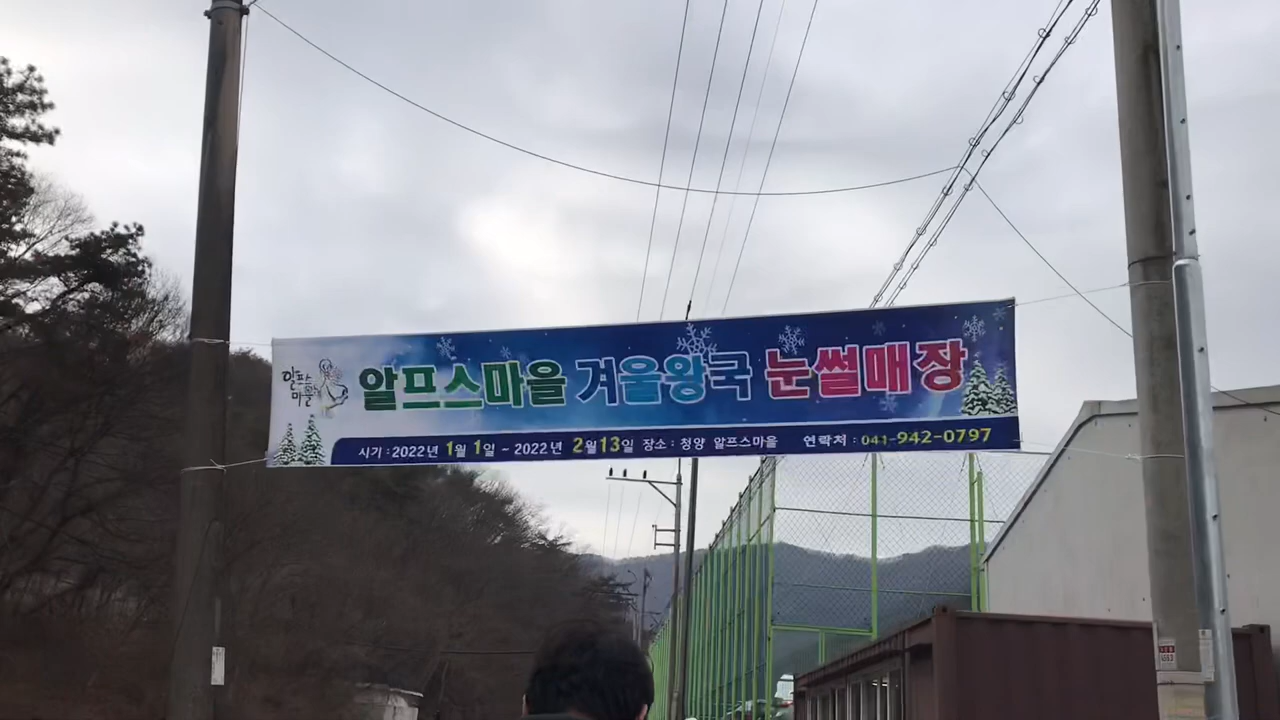 알프스
마을
알프스마을 겨울왕국 눈썰매장
시기 : 2022년 1월 1일 ~ 2022년 2월 13일 장소 : 청양 알프스마을 연락처 : 041-942-0797